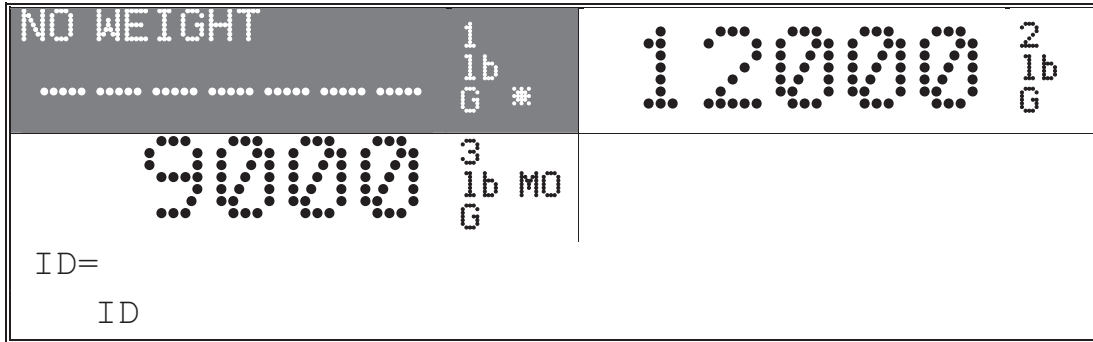 NO WEIGHT
------- 1 lb G *
12000 2 lb G
9000 3 lb MO G
ID=
ID